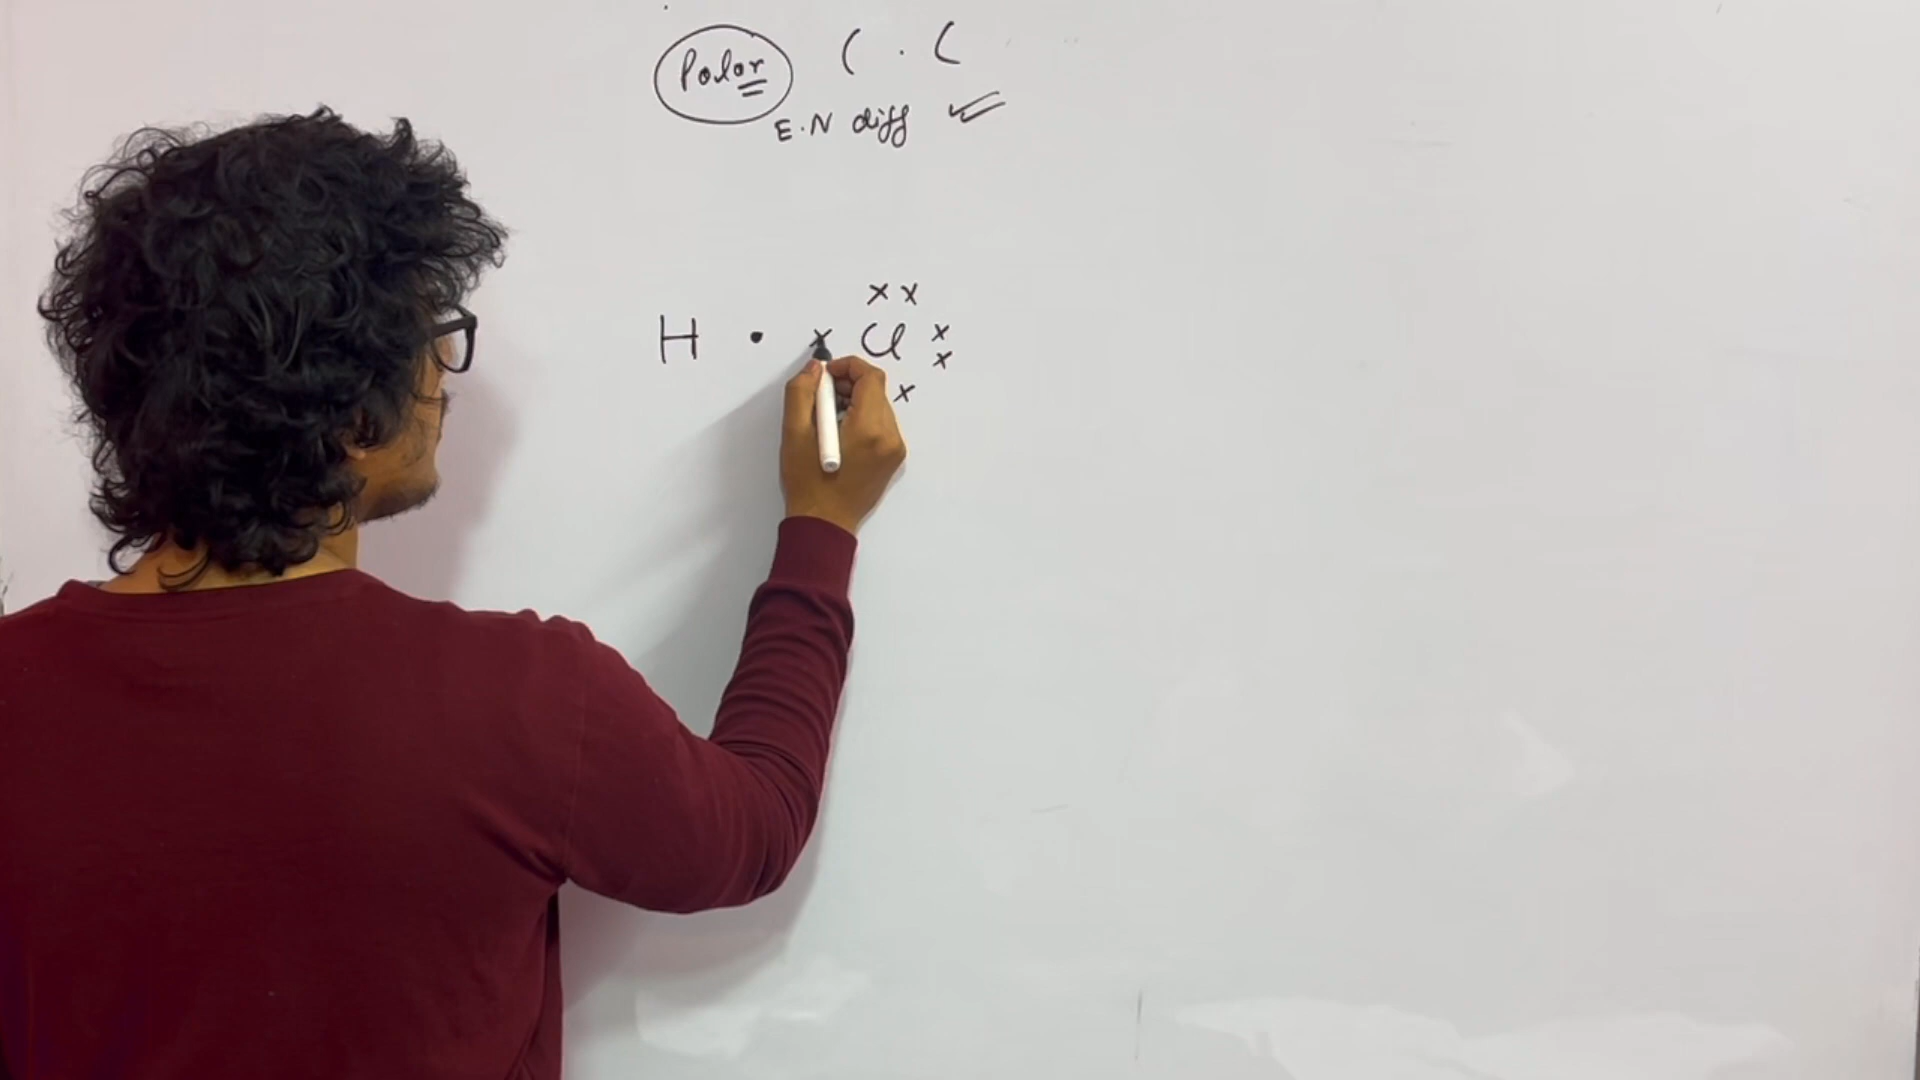 Polar C . C
E.N diff
x x
H • x Cl x
x
x